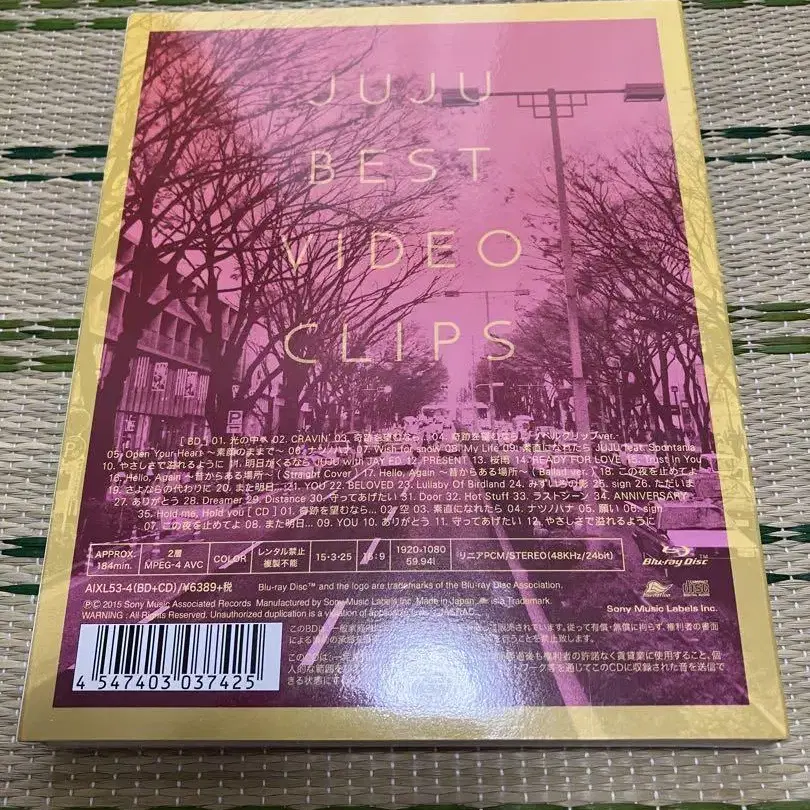 JUJU
BEST
VIDEO
CLIPS
[BD] 01. 光の中へ 02. CRAVIN' 03. 奇跡を望むなら... 04. 奇跡を望むなら... ver.-
05. Open Your Heart 〜素顔のままで〜 06. ナツノハナ 07. Wish for snow 08. My Life 09. 素直になれたら JUJU feat. Spontania
10. やさしさで溢れるように 11. 明日がくるなら JUJU with JAY'ED 12. PRESENT 13. 桜雨 14. READY FOR LOVE 15. Trust In You
16. Hello, Again 〜昔からある場所〜 (Straight Cover) 17. Hello, Again 〜昔からある場所〜 (Ballad ver.) 18. この夜を止めてよ
19. さよならの代わりに 20. また明日... 21. YOU 22. BELOVED 23. Lullaby Of Birdland 24. みずいろの影 25. sign 26. ただいま
27. ありがとう 28. Dreamer 29. Distance 30. 守ってあげたい 31. Door 32. Hot Stuff 33. ラストシーン 34. ANNIVERSARY
35. Hold me, Hold you [CD] 01. 奇跡を望むなら... 02. 空 03. 素直になれたら 04. ナツノハナ 05. 願い 06. sign
07. この夜を止めてよ 08. また明日... 09. YOU 10. ありがとう 11. 守ってあげたい 12. やさしさで溢れるように
APPROX. 184min. 2層 MPEG-4 AVC COLOR レンタル禁止 複製不能 15・3・25 16:9 1920×1080 59.94i リニアPCM/STEREO(48KHz/24bit)
Blu-ray Disc™
AIXL53-4(BD+CD)/¥6389+税 Blu-ray Disc™ and the logo are trademarks of the Blu-ray Disc Association.
℗© 2015 Sony Music Associated Records Manufactured by Sony Music Labels Inc. Made in Japan is a Trademark.
Sony Music Labels Inc.
WARNING : All Rights Reserved. Unauthorized duplication is a violation of applicable laws. JASRAC
4 547403 037425